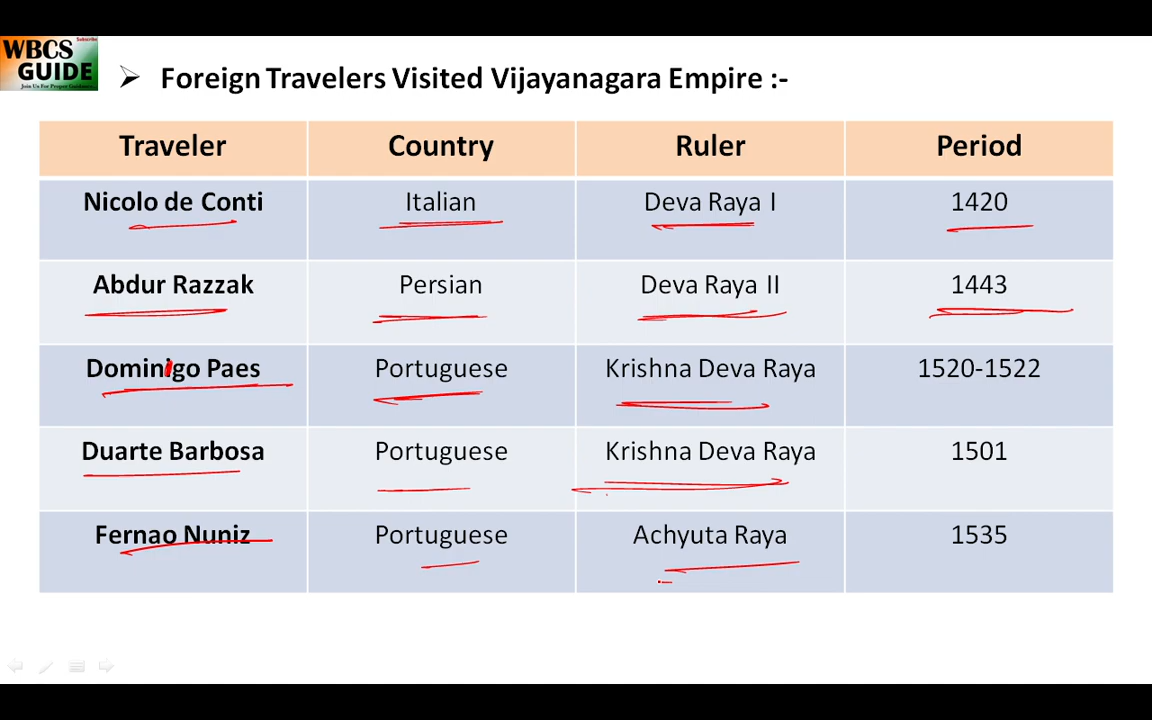 Subscribe
WBCS
GUIDE
Join Us For Proper Guidance
Foreign Travelers Visited Vijayanagara Empire :-
Traveler Country Ruler Period
Nicolo de Conti Italian Deva Raya I 1420
Abdur Razzak Persian Deva Raya II 1443
Dominigo Paes Portuguese Krishna Deva Raya 1520-1522
Duarte Barbosa Portuguese Krishna Deva Raya 1501
Fernao Nuniz Portuguese Achyuta Raya 1535